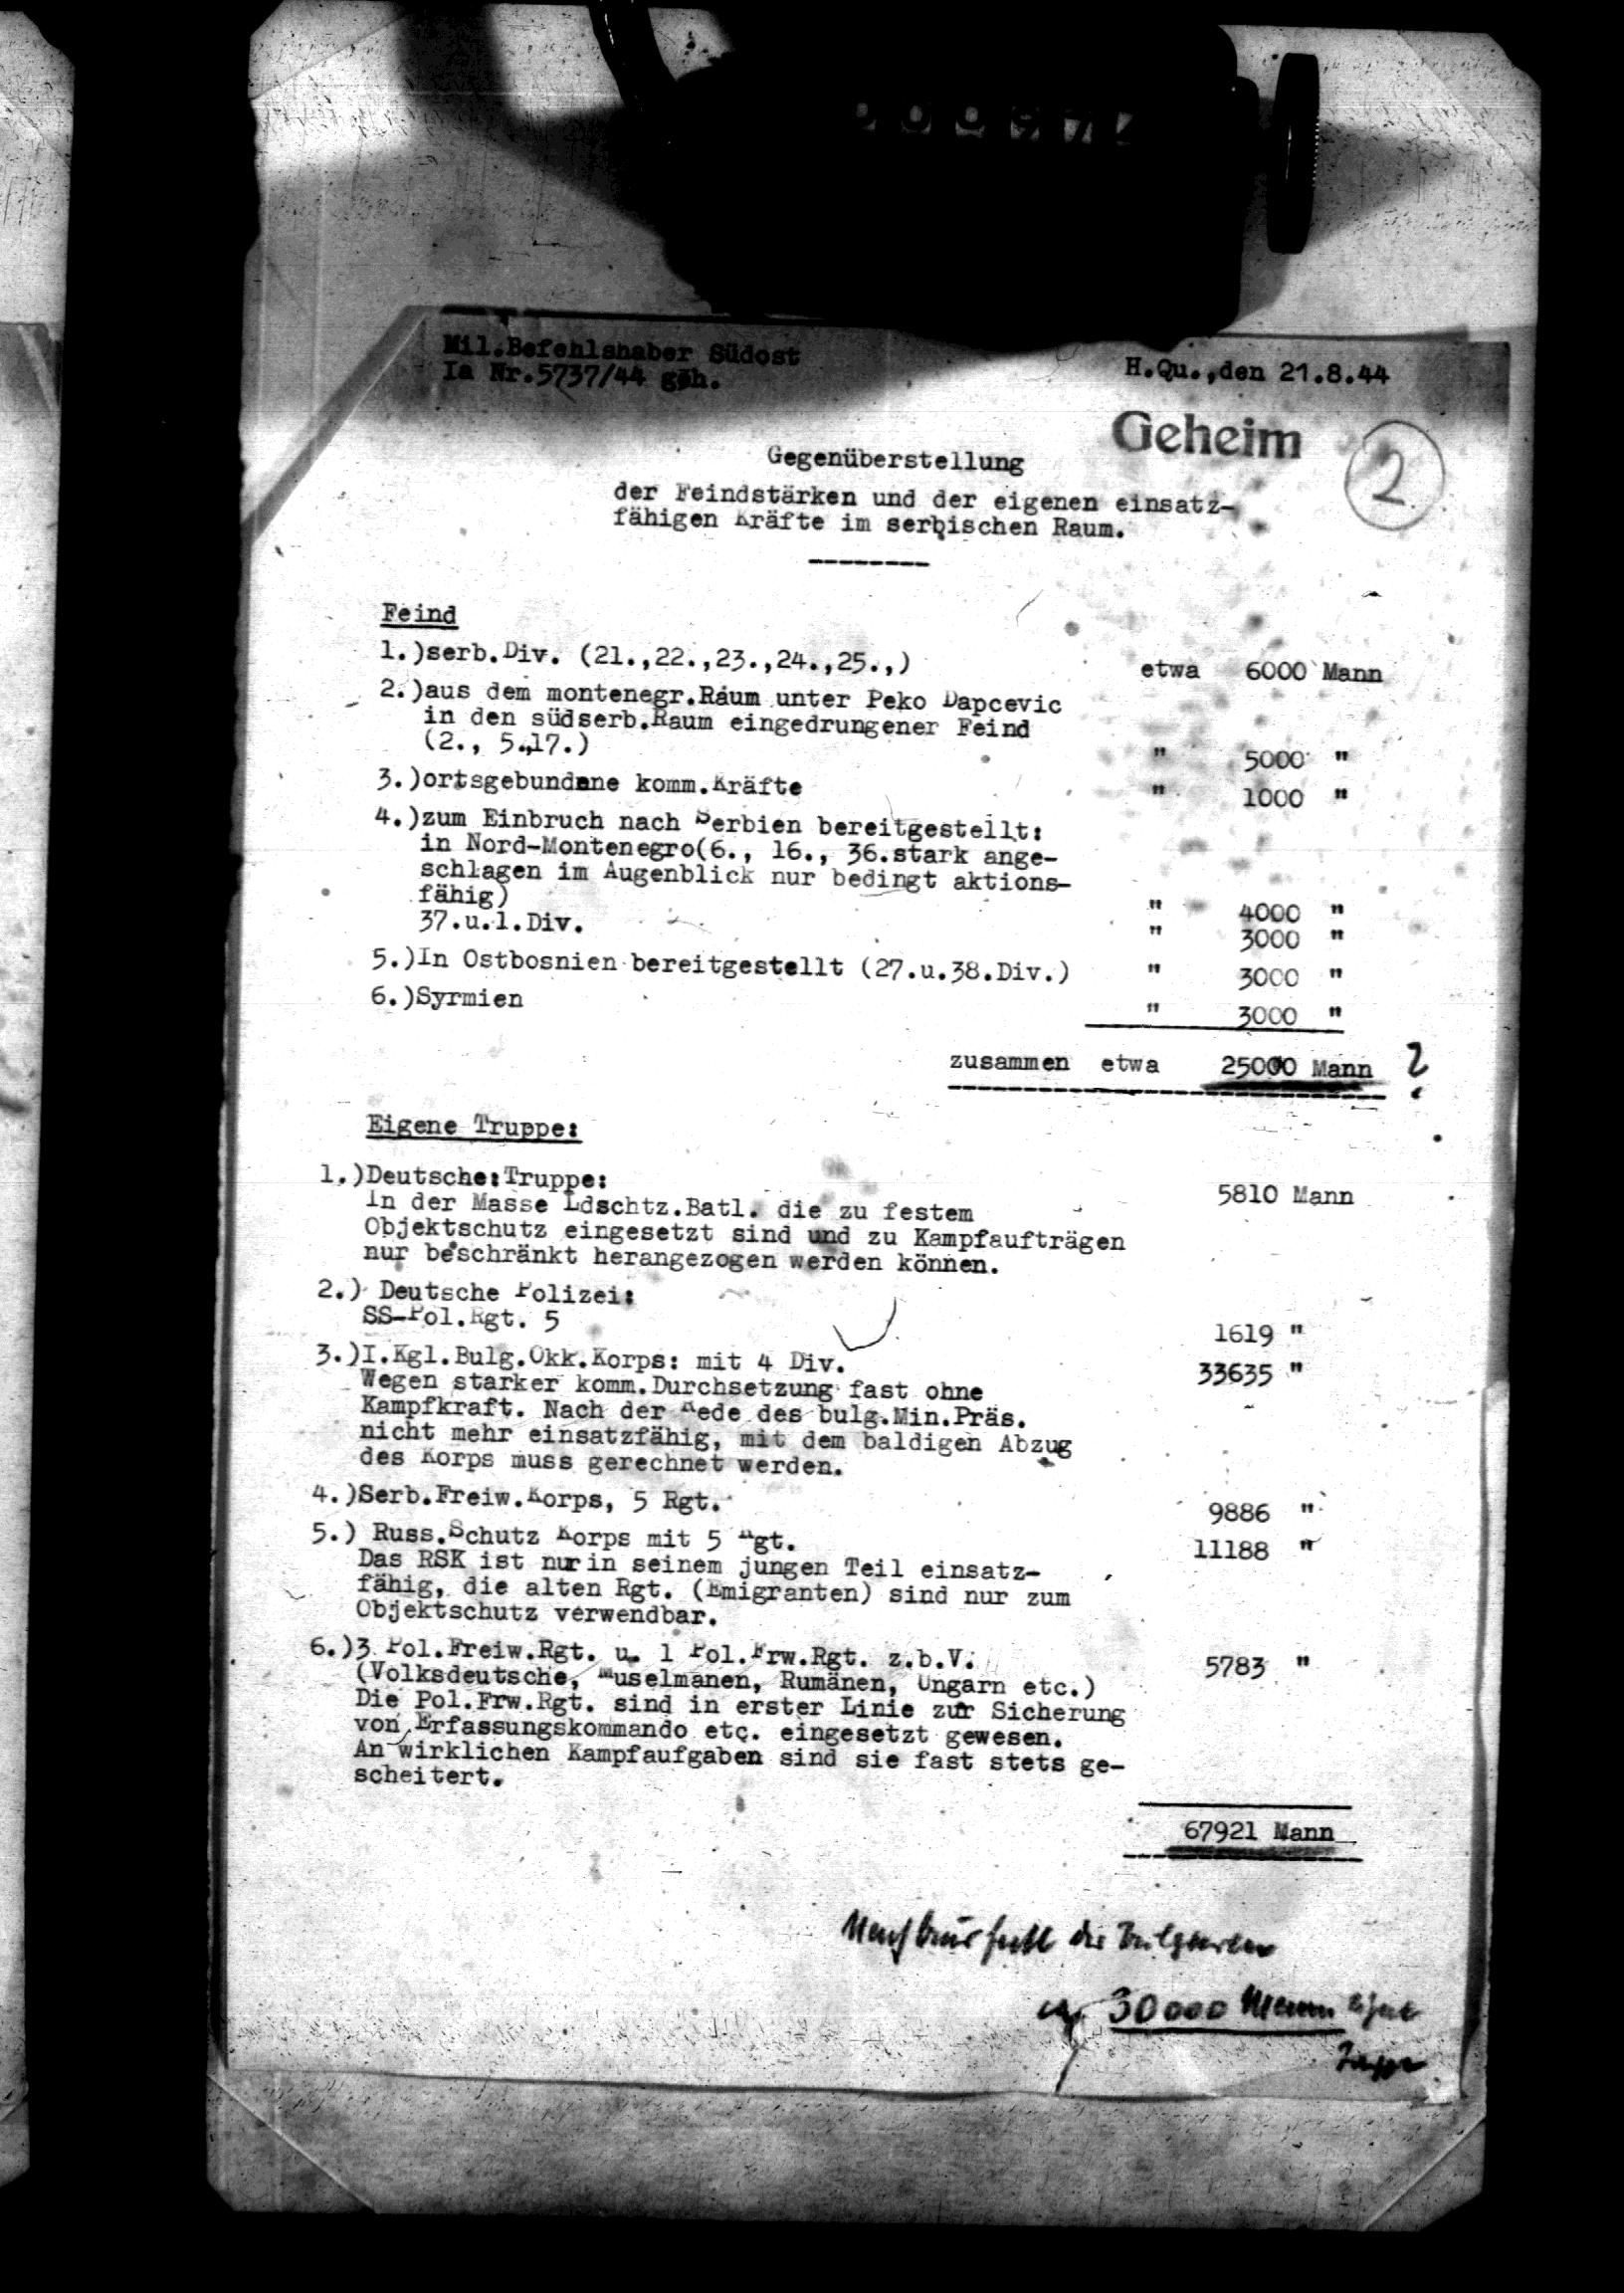 Mil.Befehlshaber Südost
Ia Nr.5737/44 geh.
H.Qu.,den 21.8.44
Geheim
2
Gegenüberstellung
der Feindstärken und der eigenen einsatz-
fähigen Kräfte im serbischen Raum.
Feind
1.)serb.Div. (21.,22.,23.,24.,25.,) etwa 6000 Mann
2.)aus dem montenegr.Raum unter Peko Dapcevic
in den südserb.Raum eingedrungener Feind
(2., 5.,17.) " 5000 "
3.)ortsgebundene komm.Kräfte " 1000 "
4.)zum Einbruch nach Serbien bereitgestellt:
in Nord-Montenegro(6., 16., 36.stark ange-
schlagen im Augenblick nur bedingt aktions-
fähig) " 4000 "
37.u.1.Div. " 3000 "
5.)In Ostbosnien bereitgestellt (27.u.38.Div.) " 3000 "
6.)Syrmien " 3000 "
zusammen etwa 25000 Mann ?
Eigene Truppe:
1.)Deutsche:Truppe: 5810 Mann
In der Masse Ldschtz.Batl. die zu festem
Objektschutz eingesetzt sind und zu Kampfaufträgen
nur beschränkt herangezogen werden können.
2.) Deutsche Polizei:
SS-Pol.Rgt. 5 1619 "
3.)I.Kgl.Bulg.Okk.Korps: mit 4 Div. 33635 "
Wegen starker komm.Durchsetzung fast ohne
Kampfkraft. Nach der Rede des bulg.Min.Präs.
nicht mehr einsatzfähig, mit dem baldigen Abzug
des Korps muss gerechnet werden.
4.)Serb.Freiw.Korps, 5 Rgt. 9886 "
5.) Russ.Schutz Korps mit 5 Rgt. 11188 "
Das RSK ist nur in seinem jungen Teil einsatz-
fähig, die alten Rgt. (Emigranten) sind nur zum
Objektschutz verwendbar.
6.)3 Pol.Freiw.Rgt. u. 1 Pol.Frw.Rgt. z.b.V. 5783 "
(Volksdeutsche, Muselmanen, Rumänen, Ungarn etc.)
Die Pol.Frw.Rgt. sind in erster Linie zur Sicherung
von Erfassungskommando etc. eingesetzt gewesen.
An wirklichen Kampfaufgaben sind sie fast stets ge-
scheitert.
67921 Mann
die Bulgaren
30000 Mann